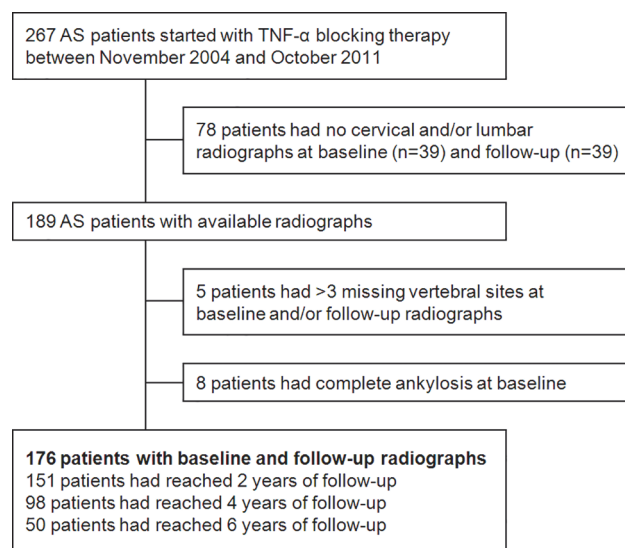 267 AS patients started with TNF-α blocking therapy
between November 2004 and October 2011
78 patients had no cervical and/or lumbar
radiographs at baseline (n=39) and follow-up (n=39)
189 AS patients with available radiographs
5 patients had >3 missing vertebral sites at
baseline and/or follow-up radiographs
8 patients had complete ankylosis at baseline
176 patients with baseline and follow-up radiographs
151 patients had reached 2 years of follow-up
98 patients had reached 4 years of follow-up
50 patients had reached 6 years of follow-up